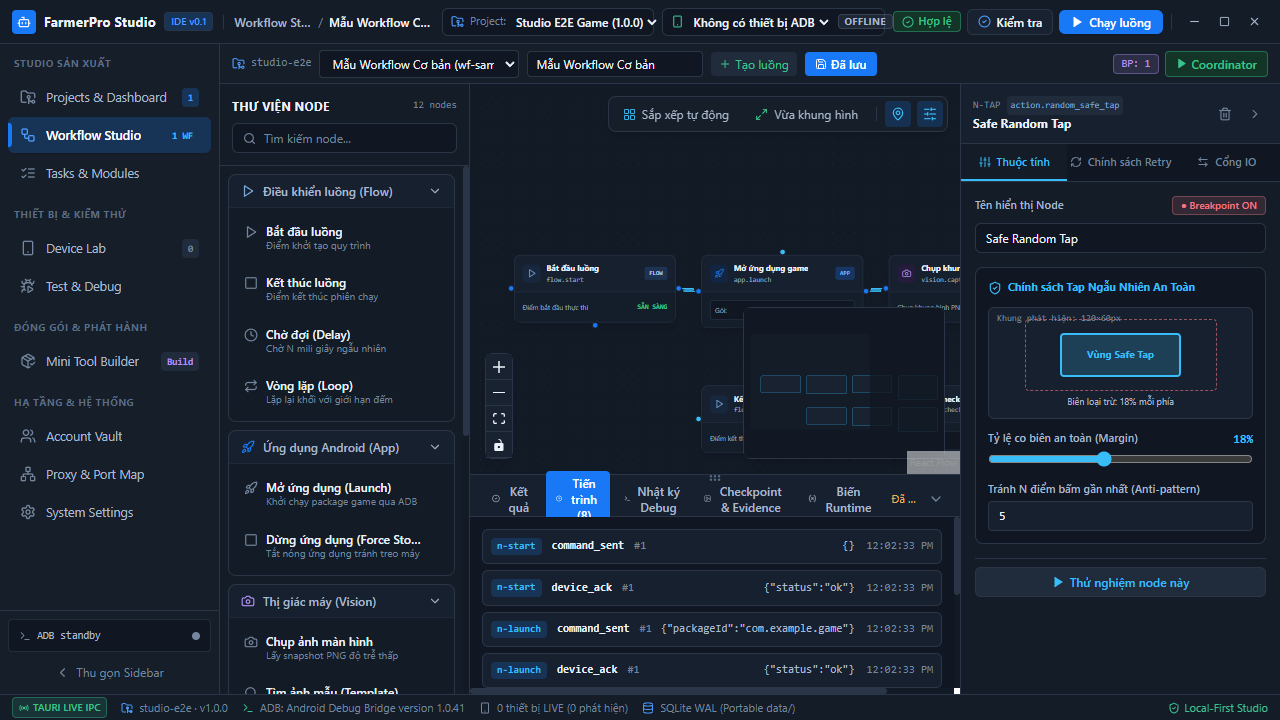 FarmerPro Studio
IDE v0.1
Workflow St... / Mẫu Workflow C...
Project: Studio E2E Game (1.0.0)
Không có thiết bị ADB
OFFLINE
Hợp lệ
Kiểm tra
Chạy luồng
STUDIO SẢN XUẤT
Projects & Dashboard 1
Workflow Studio 1 WF
Tasks & Modules
THIẾT BỊ & KIỂM THỬ
Device Lab 0
Test & Debug
ĐÓNG GÓI & PHÁT HÀNH
Mini Tool Builder Build
HẠ TẦNG & HỆ THỐNG
Account Vault
Proxy & Port Map
System Settings
ADB standby
Thu gọn Sidebar
studio-e2e
Mẫu Workflow Cơ bản (wf-sam
Mẫu Workflow Cơ bản
Tạo luồng
Đã lưu
BP: 1
Coordinator
THƯ VIỆN NODE 12 nodes
Tìm kiếm node...
Điều khiển luồng (Flow)
Bắt đầu luồng
Điểm khởi tạo quy trình
Kết thúc luồng
Điểm kết thúc phiên chạy
Chờ đợi (Delay)
Chờ N mili giây ngẫu nhiên
Vòng lặp (Loop)
Lặp lại khối với giới hạn đếm
Ứng dụng Android (App)
Mở ứng dụng (Launch)
Khởi chạy package game qua ADB
Dừng ứng dụng (Force Sto...
Tắt nóng ứng dụng tránh treo máy
Thị giác máy (Vision)
Chụp ảnh màn hình
Lấy snapshot PNG độ trễ thấp
Tìm ảnh mẫu (Template)
Sắp xếp tự động
Vừa khung hình
Bắt đầu luồng
flow.start
FLOW
Điểm bắt đầu thực thi
SẴN SÀNG
Mở ứng dụng game
app.launch
APP
Gói:
Chụp khun
vision.capt
Điểm kết th
check
Kết quả
Tiến trình (8)
Nhật ký Debug
Checkpoint & Evidence
Biến Runtime
Đã ...
n-start command_sent #1 {} 12:02:33 PM
n-start device_ack #1 {"status":"ok"} 12:02:33 PM
n-launch command_sent #1 {"packageId":"com.example.game"} 12:02:33 PM
n-launch device_ack #1 {"status":"ok"} 12:02:33 PM
N-TAP action.random_safe_tap
Safe Random Tap
Thuộc tính
Chính sách Retry
Cổng IO
Tên hiển thị Node
Breakpoint ON
Safe Random Tap
Chính sách Tap Ngẫu Nhiên An Toàn
Khung phát hiện: 120×60px
Vùng Safe Tap
Biên loại trừ: 18% mỗi phía
Tỷ lệ co biên an toàn (Margin) 18%
Tránh N điểm bấm gần nhất (Anti-pattern)
5
Thử nghiệm node này
TAURI LIVE IPC
studio-e2e · v1.0.0
ADB: Android Debug Bridge version 1.0.41
0 thiết bị LIVE (0 phát hiện)
SQLite WAL (Portable data/)
Local-First Studio